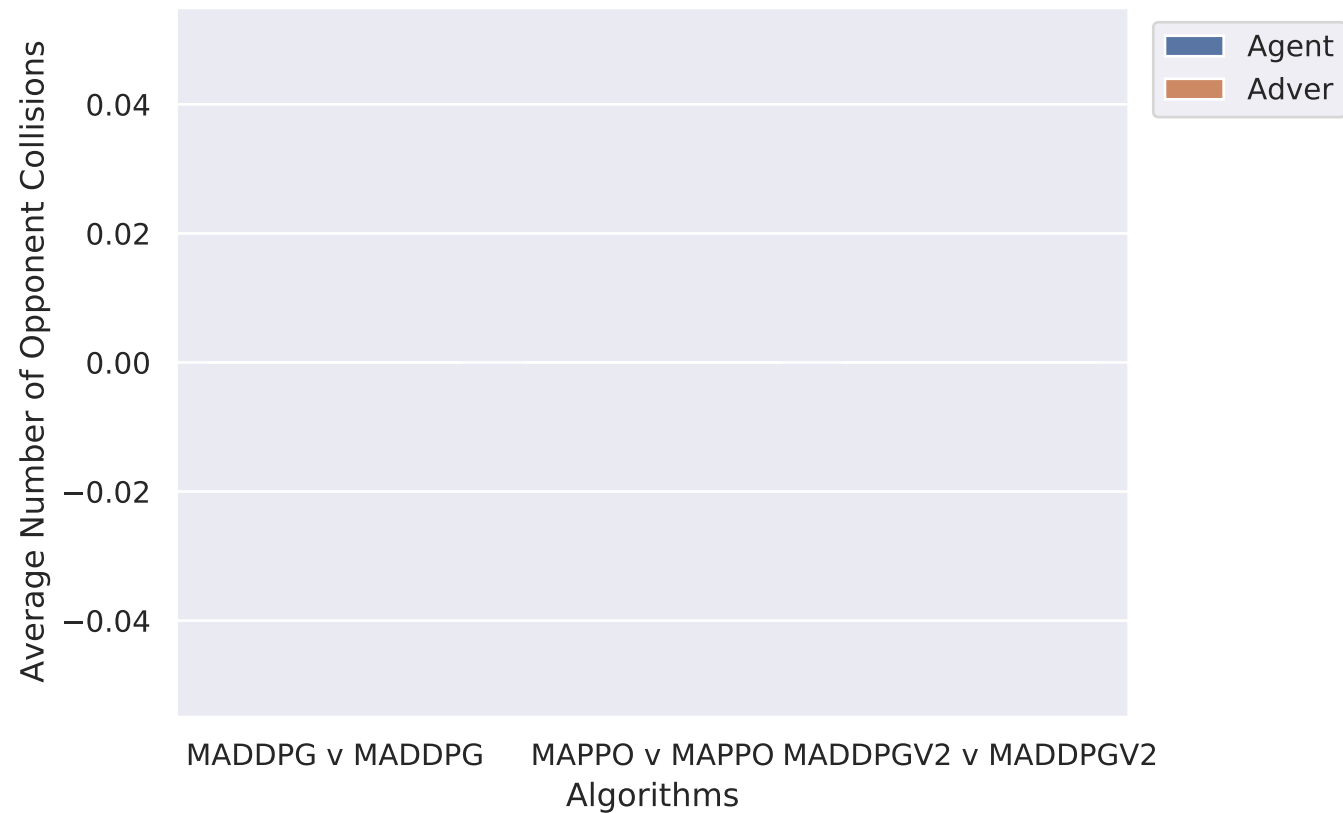 Average Number of Opponent Collisions
0.04
0.02
0.00
−0.02
−0.04
MADDPG v MADDPG
MAPPO v MAPPO
MADDPGV2 v MADDPGV2
Algorithms
Agent
Adver